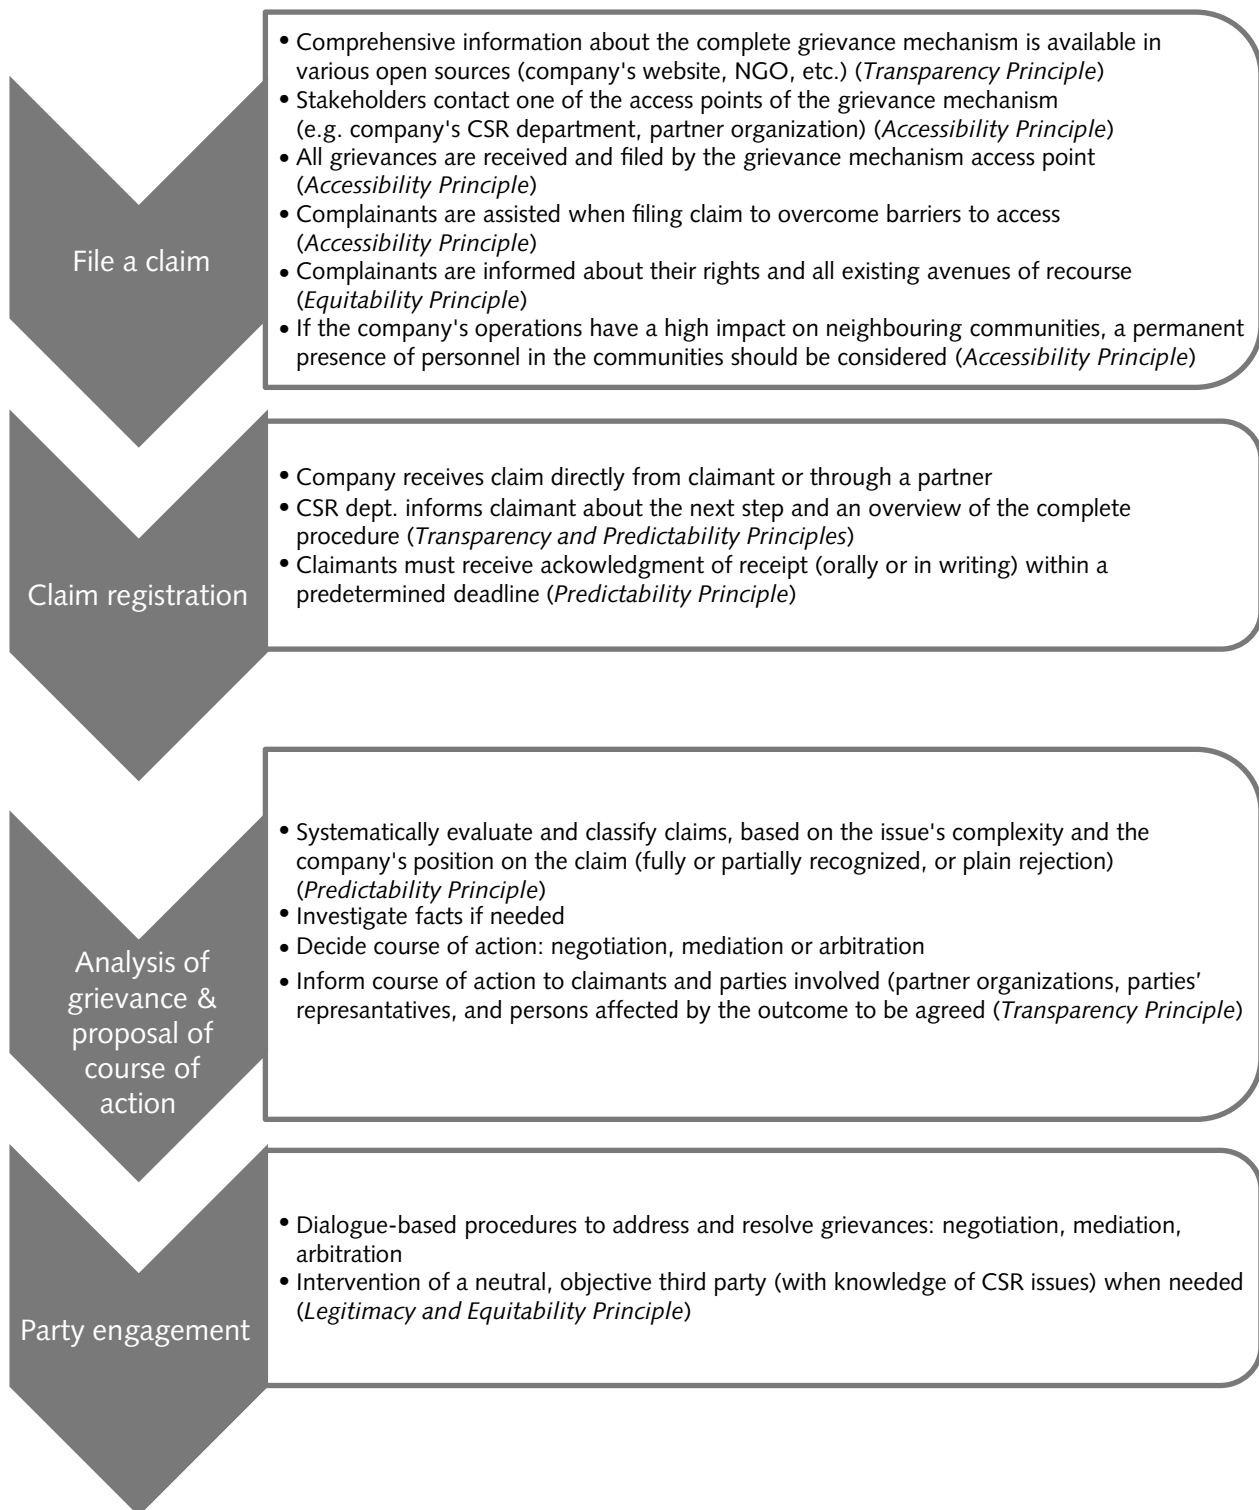 • Comprehensive information about the complete grievance mechanism is available in
various open sources (company's website, NGO, etc.) (Transparency Principle)
• Stakeholders contact one of the access points of the grievance mechanism
(e.g. company's CSR department, partner organization) (Accessibility Principle)
• All grievances are received and filed by the grievance mechanism access point
(Accessibility Principle)
• Complainants are assisted when filing claim to overcome barriers to access
(Accessibility Principle)
• Complainants are informed about their rights and all existing avenues of recourse
(Equitability Principle)
• If the company's operations have a high impact on neighbouring communities, a permanent
presence of personnel in the communities should be considered (Accessibility Principle)
File a claim
• Company receives claim directly from claimant or through a partner
• CSR dept. informs claimant about the next step and an overview of the complete
procedure (Transparency and Predictability Principles)
• Claimants must receive ackowledgment of receipt (orally or in writing) within a
predetermined deadline (Predictability Principle)
Claim registration
• Systematically evaluate and classify claims, based on the issue's complexity and the
company's position on the claim (fully or partially recognized, or plain rejection)
(Predictability Principle)
• Investigate facts if needed
• Decide course of action: negotiation, mediation or arbitration
• Inform course of action to claimants and parties involved (partner organizations, parties’
represantatives, and persons affected by the outcome to be agreed (Transparency Principle)
Analysis of
grievance &
proposal of
course of
action
• Dialogue-based procedures to address and resolve grievances: negotiation, mediation,
arbitration
• Intervention of a neutral, objective third party (with knowledge of CSR issues) when needed
(Legitimacy and Equitability Principle)
Party engagement